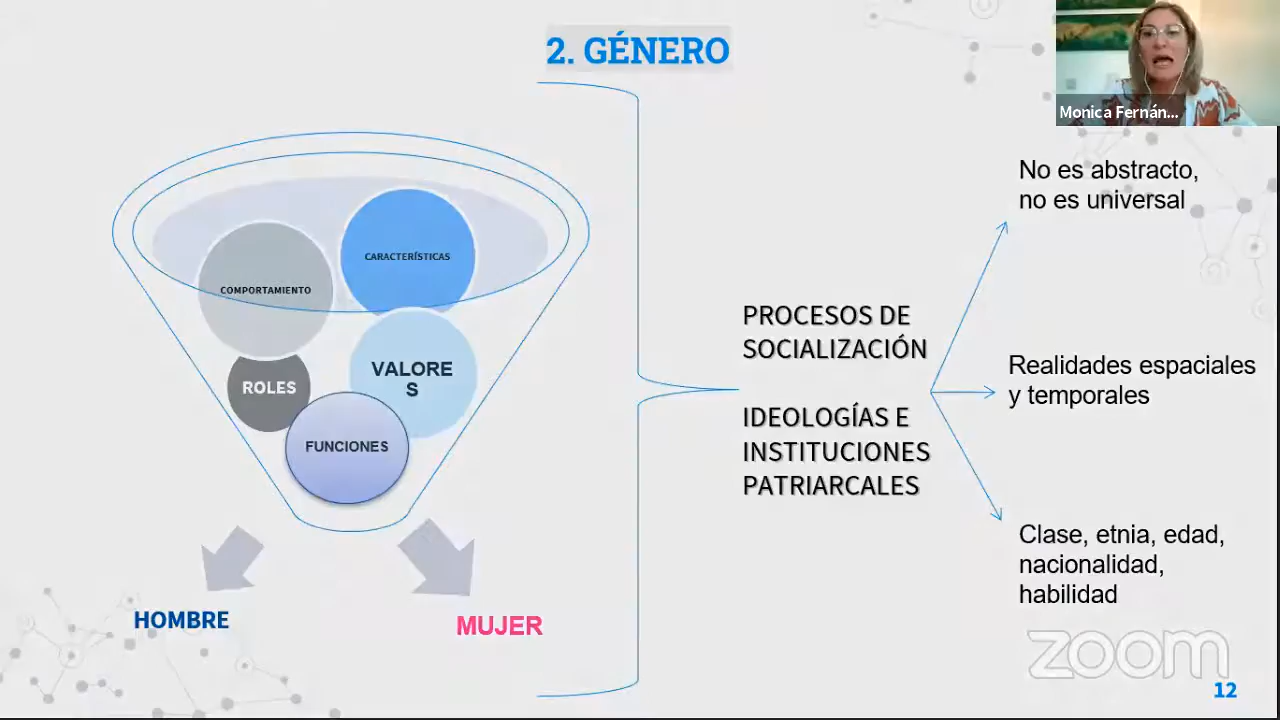 2. GÉNERO
Monica Fernán...
CARACTERÍSTICAS
COMPORTAMIENTO
VALORE
S
ROLES
FUNCIONES
HOMBRE
MUJER
PROCESOS DE
SOCIALIZACIÓN
IDEOLOGÍAS E
INSTITUCIONES
PATRIARCALES
No es abstracto,
no es universal
Realidades espaciales
y temporales
Clase, etnia, edad,
nacionalidad,
habilidad
zoom
12